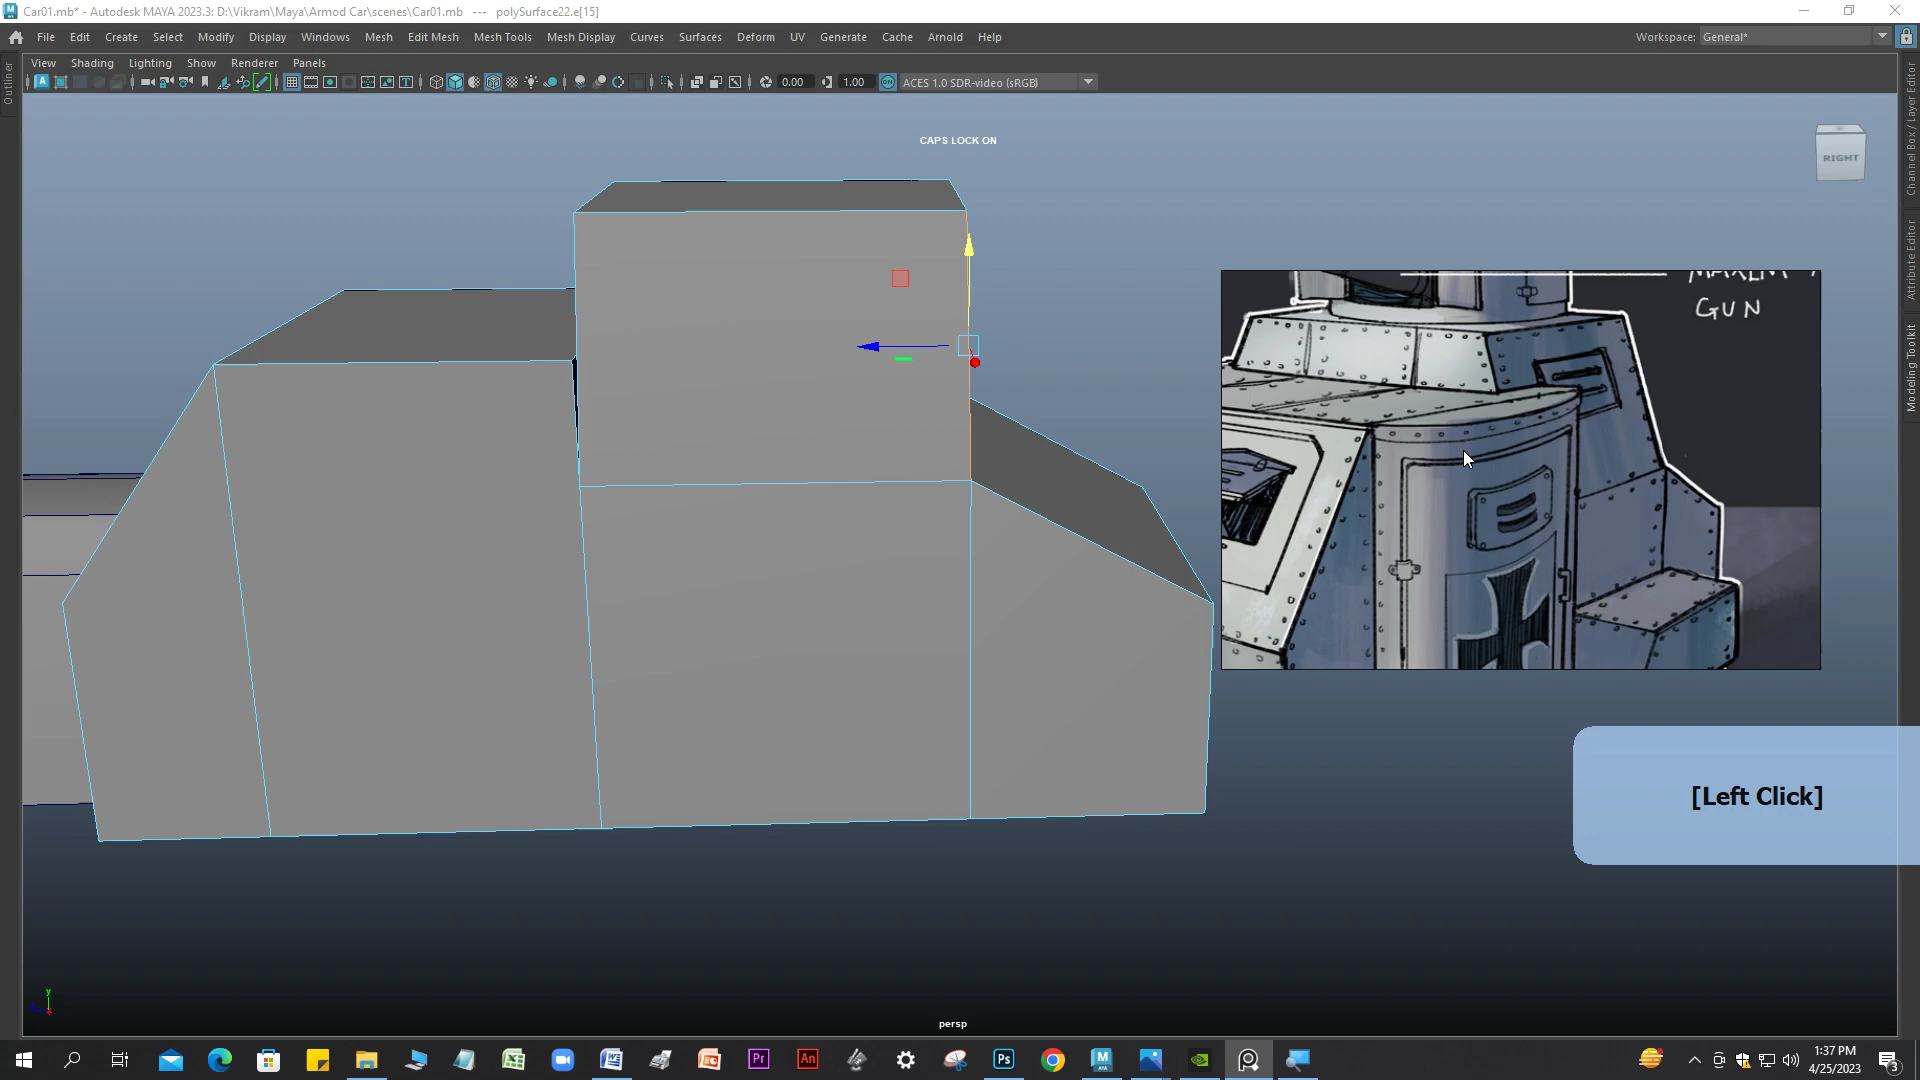 Car01.mb* - Autodesk MAYA 2023.3: D:\Vikram\Maya\Armod Car\scenes\Car01.mb --- polySurface22.e[15]
File Edit Create Select Modify Display Windows Mesh Edit Mesh Mesh Tools Mesh Display Curves Surfaces Deform UV Generate Cache Arnold Help
Workspace: General*
View Shading Lighting Show Renderer Panels
0.00 1.00 ACES 1.0 SDR-video (sRGB)
Outliner
CAPS LOCK ON
RIGHT
Channel Box / Layer Editor
Attribute Editor
Modeling Toolkit
GUN
[Left Click]
persp
y
1:37 PM
4/25/2023
3